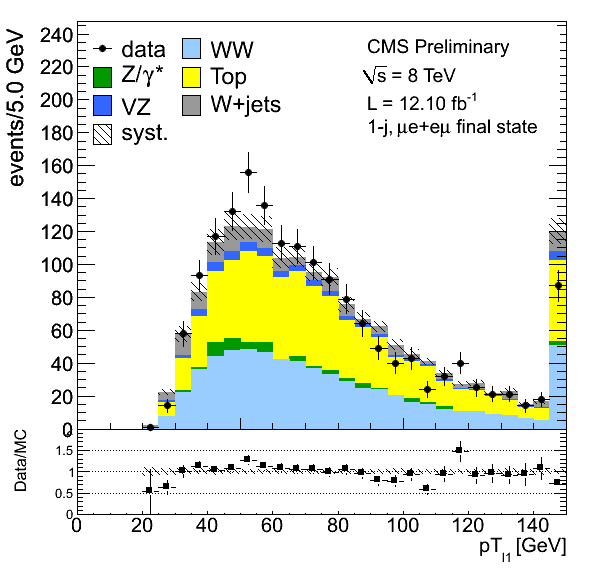 events/5.0 GeV
240
220
200
180
160
140
120
100
80
60
40
20
0
data
WW
Z/γ*
Top
VZ
W+jets
syst.
CMS Preliminary
√s = 8 TeV
L = 12.10 fb⁻¹
1-j, μe+eμ final state
Data/MC
2
1.5
1
0.5
0
0 20 40 60 80 100 120 140
pT_l1 [GeV]